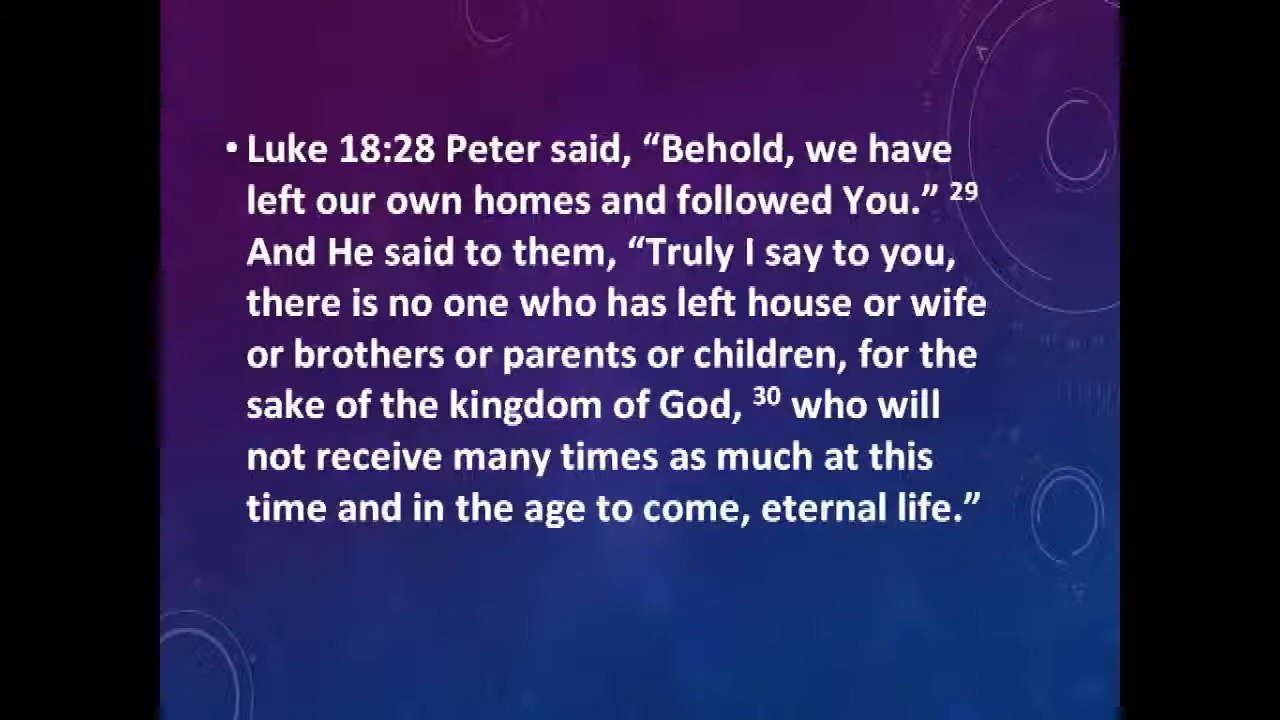 • Luke 18:28 Peter said, “Behold, we have
left our own homes and followed You.” 29
And He said to them, “Truly I say to you,
there is no one who has left house or wife
or brothers or parents or children, for the
sake of the kingdom of God, 30 who will
not receive many times as much at this
time and in the age to come, eternal life.”